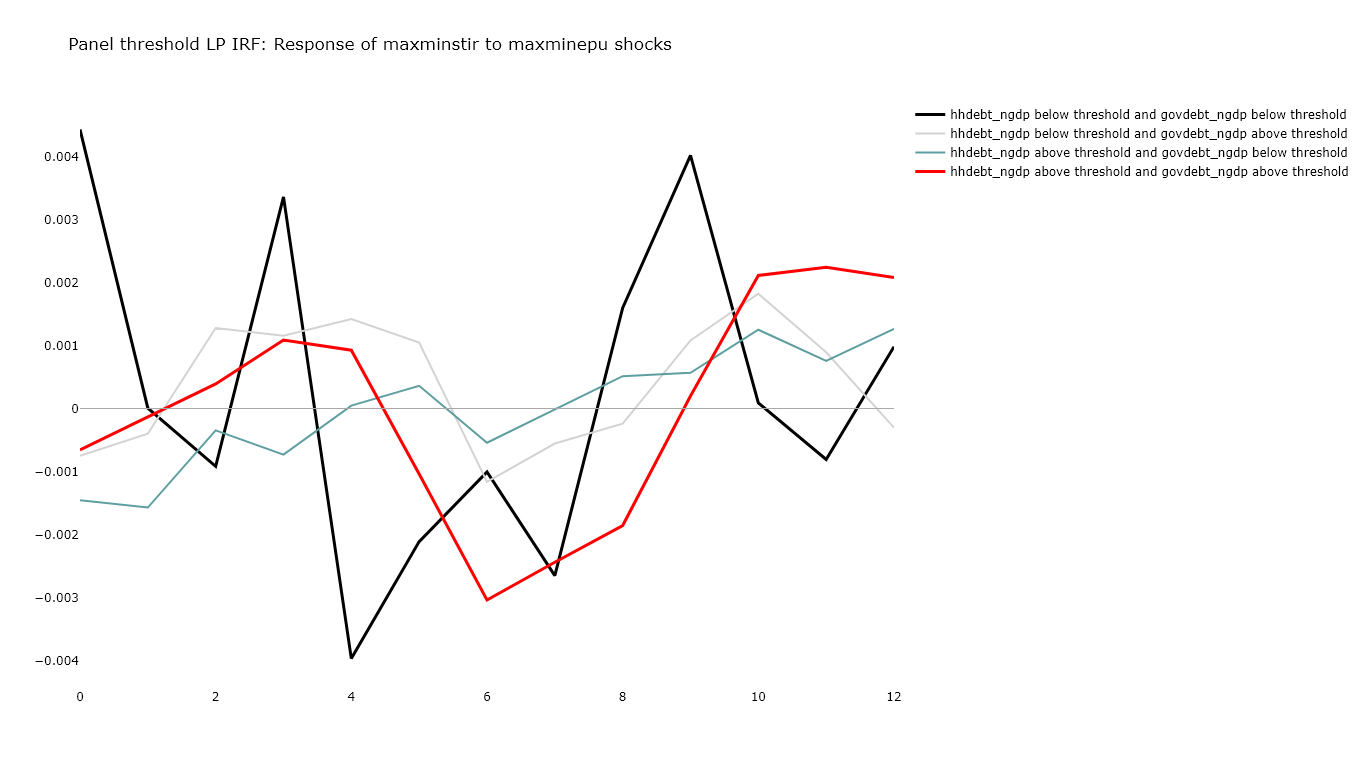 Panel threshold LP IRF: Response of maxminstir to maxminepu shocks
hhdebt_ngdp below threshold and govdebt_ngdp below threshold
hhdebt_ngdp below threshold and govdebt_ngdp above threshold
hhdebt_ngdp above threshold and govdebt_ngdp below threshold
hhdebt_ngdp above threshold and govdebt_ngdp above threshold
0.004
0.003
0.002
0.001
0
−0.001
−0.002
−0.003
−0.004
0 2 4 6 8 10 12